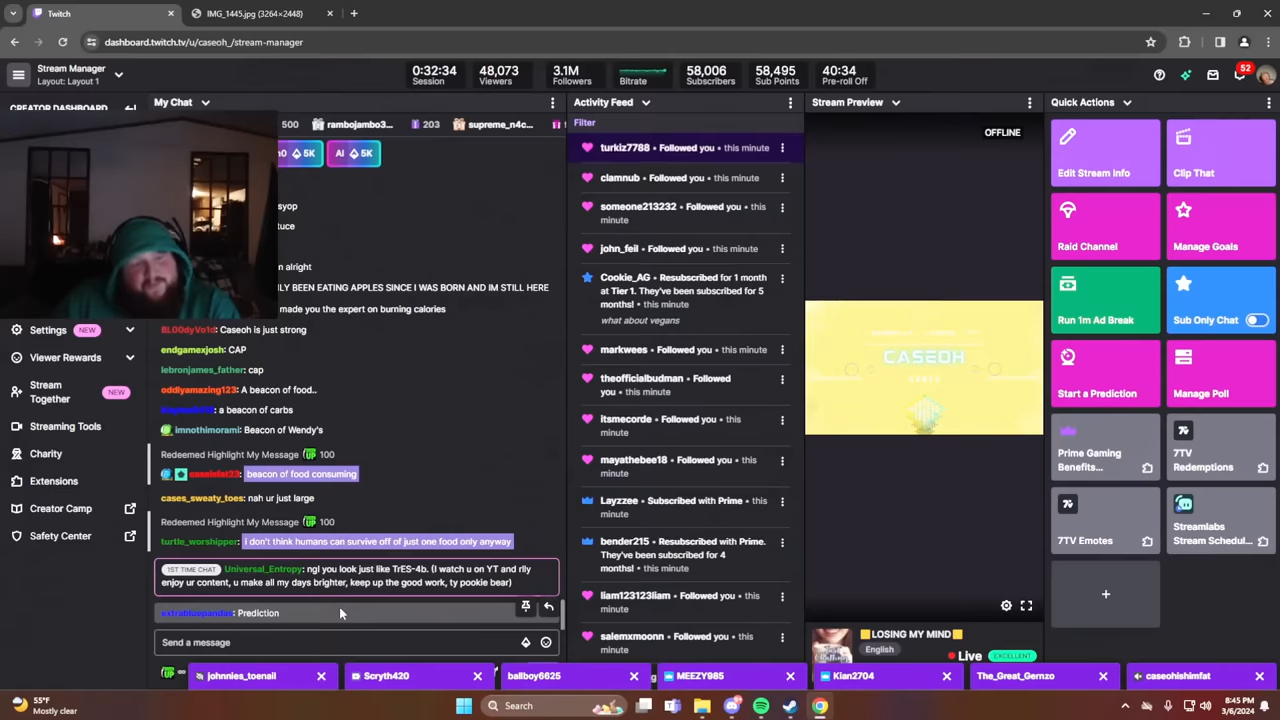 Twitch
IMG_1445.jpg (3264×2448)
dashboard.twitch.tv/u/caseoh_/stream-manager
Stream Manager
Layout: Layout 1
0:32:34
Session
48,073
Viewers
3.1M
Followers
Bitrate
58,006
Subscribers
58,495
Sub Points
40:34
Pre-roll Off
52
CREATOR DASHBOARD
Settings NEW
Viewer Rewards
Stream
Together
NEW
Streaming Tools
Charity
Extensions
Creator Camp
Safety Center
My Chat
500 rambojambo3... 203 supreme_n4c...
5K AI 5K
syop
tuce
n alright
LY BEEN EATING APPLES SINCE I WAS BORN AND IM STILL HERE
made you the expert on burning calories
BL00dyVo1d: Caseoh is just strong
endgamexjosh: CAP
lebronjames_father: cap
oddlyamazing123: A beacon of food..
: a beacon of carbs
imnothimorami: Beacon of Wendy's
Redeemed Highlight My Message UP 100
caseisfat23: beacon of food consuming
cases_sweaty_toes: nah ur just large
Redeemed Highlight My Message UP 100
turtle_worshipper: i don't think humans can survive off of just one food only anyway
1ST TIME CHAT Universal_Entropy: ngl you look just like TrES-4b. (I watch u on YT and rlly
enjoy ur content, u make all my days brighter, keep up the good work, ty pookie bear)
extrabluepandas: Prediction
Send a message
Activity Feed
Filter
turkiz7788 • Followed you • this minute
clamnub • Followed you • this minute
someone213232 • Followed you • this
minute
john_feil • Followed you • this minute
Cookie_AG • Resubscribed for 1 month
at Tier 1. They've been subscribed for 5
months! • this minute
what about vegans
markwees • Followed you • this minute
theofficialbudman • Followed
you • this minute
itsmecorde • Followed you • this
minute
mayathebee18 • Followed you • this
minute
Layzzee • Subscribed with Prime • this
minute
bender215 • Resubscribed with Prime.
They've been subscribed for 4
months! • this minute
liam123123liam • Followed you • this
minute
salemxmoonn • Followed you • this
minute
Stream Preview
OFFLINE
CASEOH
LOSING MY MIND
English
Live EXCELLENT
Quick Actions
Edit Stream Info
Clip That
Raid Channel
Manage Goals
Run 1m Ad Break
Sub Only Chat
Start a Prediction
Manage Poll
Prime Gaming
Benefits...
7TV
Redemptions
7TV Emotes
Streamlabs
Stream Schedul...
johnnies_toenail
Scryth420
ballboy6625
MEEZY985
Kian2704
The_Great_Gernzo
caseohishimfat
55°F
Mostly clear
Search
8:45 PM
3/6/2024